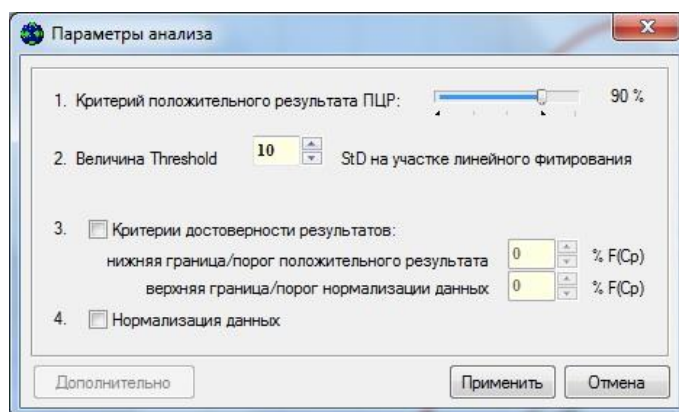 Параметры анализа
1. Критерий положительного результата ПЦР: 90 %
2. Величина Threshold 10 StD на участке линейного фитирования
3. Критерии достоверности результатов:
нижняя граница/порог положительного результата 0 % F(Cp)
верхняя граница/порог нормализации данных 0 % F(Cp)
4. Нормализация данных
Дополнительно Применить Отмена